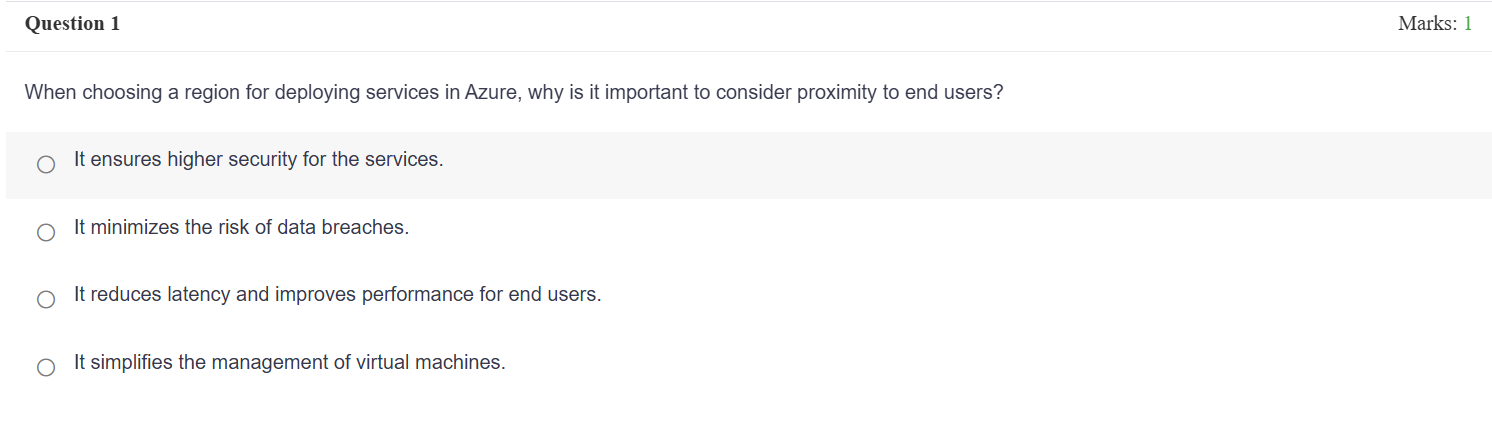 Question 1
Marks: 1
When choosing a region for deploying services in Azure, why is it important to consider proximity to end users?
It ensures higher security for the services.
It minimizes the risk of data breaches.
It reduces latency and improves performance for end users.
It simplifies the management of virtual machines.